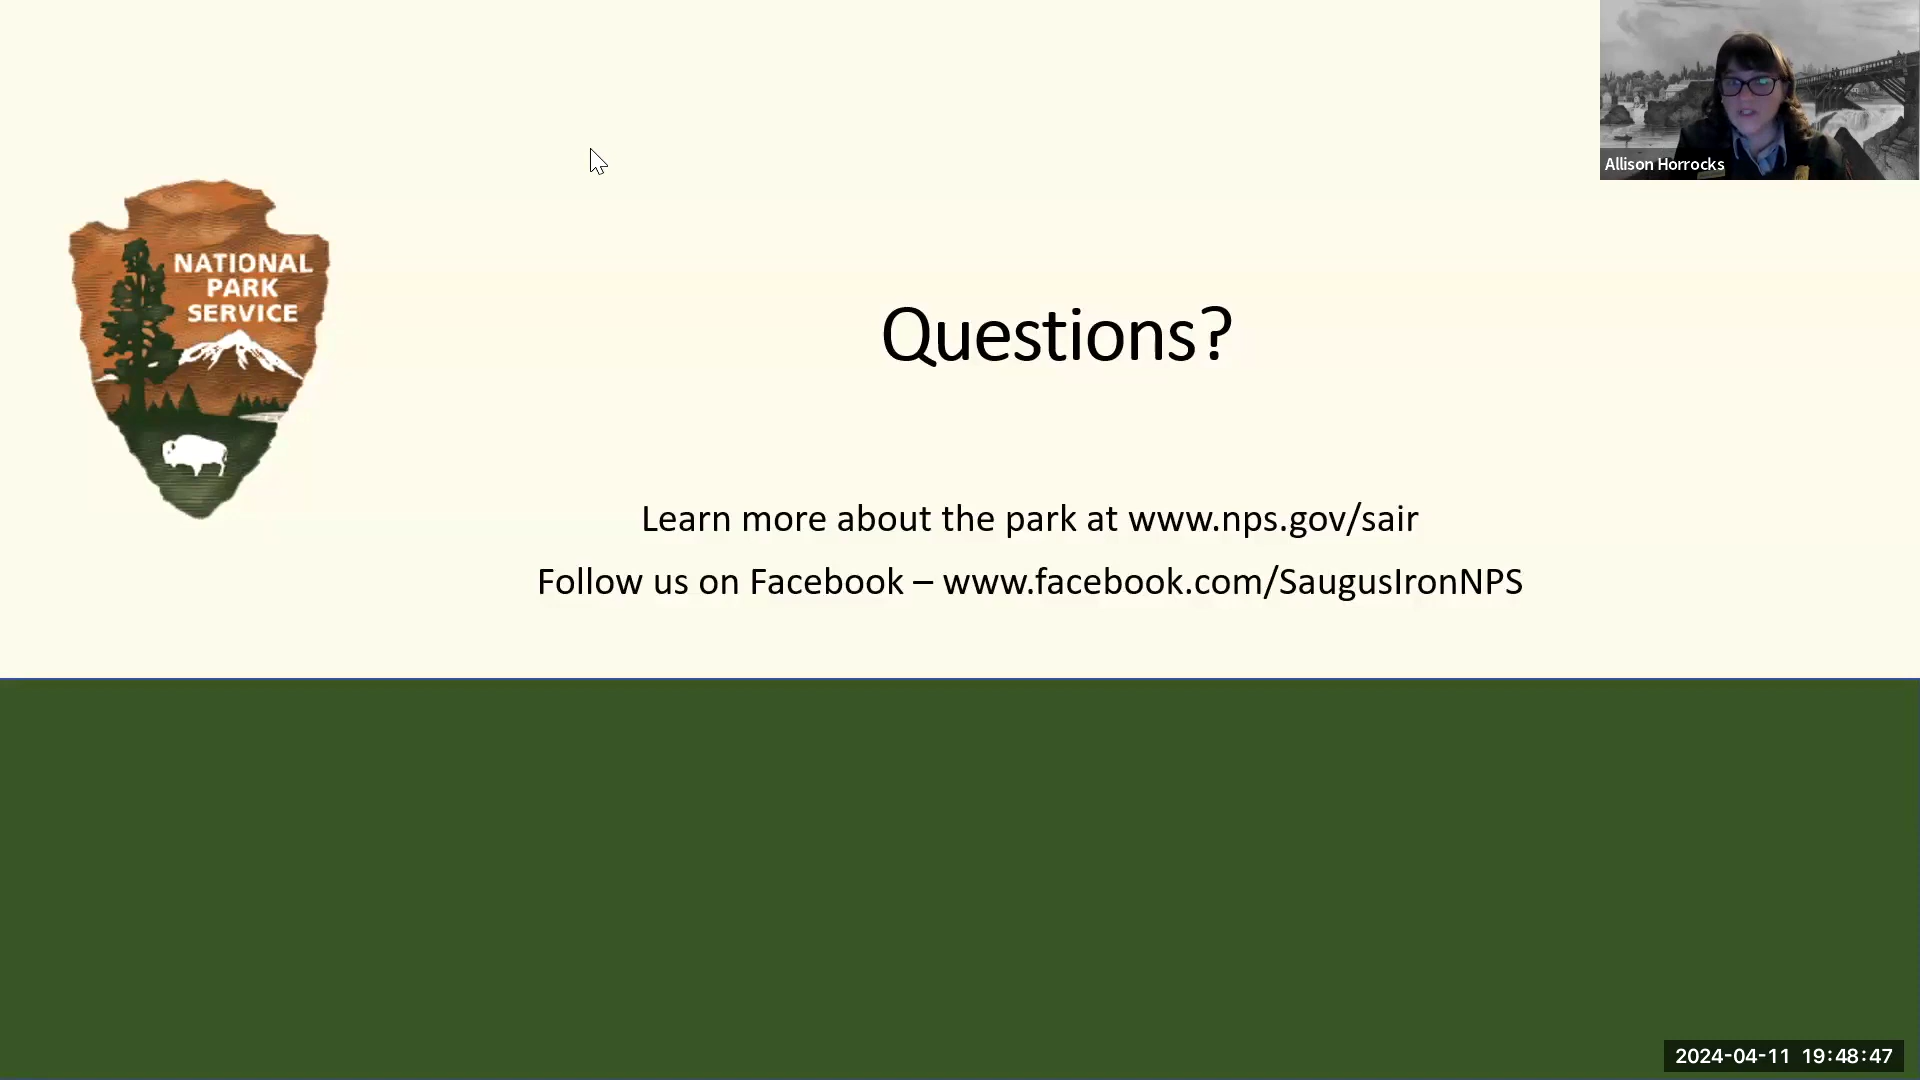 Allison Horrocks
NATIONAL
PARK
SERVICE
Questions?
Learn more about the park at www.nps.gov/sair
Follow us on Facebook – www.facebook.com/SaugusIronNPS
2024-04-11 19:48:47